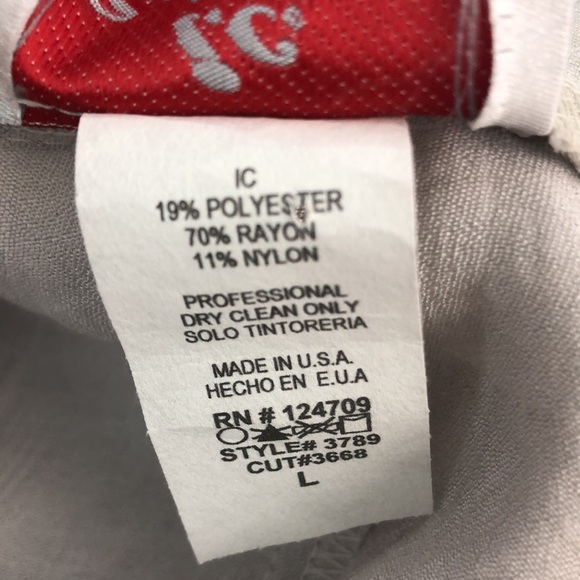 IC
19% POLYESTER
70% RAYON
11% NYLON
PROFESSIONAL
DRY CLEAN ONLY
SOLO TINTORERIA
MADE IN U.S.A.
HECHO EN E.U.A
RN # 124709
STYLE# 3789
CUT#3668
L